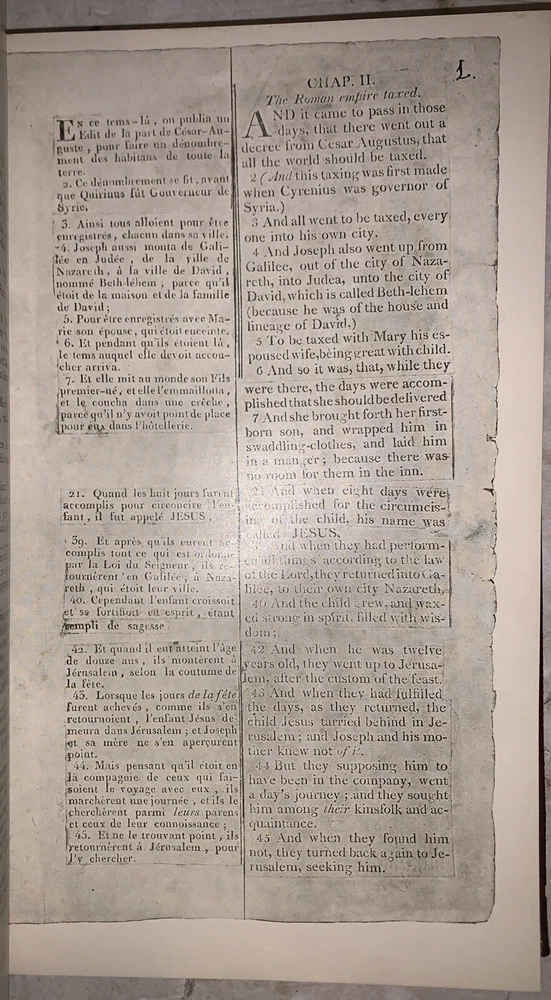 1.
EN ce tems-là, on publia un
Edit de la part de César-Au-
guste, pour faire un dénombre-
ment des habitans de toute la
terre.
2. Ce dénombrement se fit, avant
que Quirinus fût Gouverneur de
Syrie.
3. Ainsi tous alloient pour être
enregistrés, chacun dans sa ville.
4. Joseph aussi monta de Gali-
lée en Judée, de la ville de
Nazareth, à la ville de David,
nommé Beth-léhem, parce qu'il
étoit de la maison et de la famille
de David;
5. Pour être enregistrés avec Ma-
rie son épouse, qui étoit enceinte.
6. Et pendant qu'ils étoient là,
le tems auquel elle devoit accou-
cher arriva.
7. Et elle mit au monde son Fils
premier-né, et elle l'emmaillotta,
et le coucha dans une crèche,
parce qu'il n'y avoit point de place
pour eux dans l'hôtellerie.
21. Quand les huit jours furent
accomplis pour circoncire l'en-
fant, il fut appelé JESUS,
39. Et après qu'ils eurent ac-
complis tout ce qui est ordonné
par la Loi du Seigneur, ils re-
tournèrent en Galilée, à Naza-
reth, qui étoit leur ville.
40. Cependant l'enfant croissoit
et se fortifioit en esprit, étant
rempli de sagesse
42. Et quand il eut atteint l'âge
de douze ans, ils montèrent à
Jérusalem, selon la coutume de
la fête.
43. Lorsque les jours de la fête
furent achevés, comme ils s'en
retournoient, l'enfant Jésus de-
meura dans Jérusalem; et Joseph
et sa mère ne s'en aperçurent
point.
44. Mais pensant qu'il étoit en
la compagnie de ceux qui fai-
soient le voyage avec eux, ils
marchèrent une journée, et ils le
cherchèrent parmi leurs parens
et ceux de leur connoissance;
45. Et ne le trouvant point, ils
retournèrent à Jérusalem, pour
l'y chercher.
CHAP. II.
The Roman empire taxed.
AND it came to pass in those
days, that there went out a
decree from Cesar Augustus, that
all the world should be taxed.
2 (And this taxing was first made
when Cyrenius was governor of
Syria.)
3 And all went to be taxed, every
one into his own city.
4 And Joseph also went up from
Galilee, out of the city of Naza-
reth, into Judea, unto the city of
David, which is called Beth-lehem
(because he was of the house and
lineage of David,)
5 To be taxed with Mary his es-
poused wife, being great with child.
6 And so it was, that, while they
were there, the days were accom-
plished that she should be delivered
7 And she brought forth her first-
born son, and wrapped him in
swaddling-clothes, and laid him
in a manger; because there was
no room for them in the inn.
21 And when eight days were
accomplished for the circumcis-
ing of the child, his name was
called JESUS,
And when they had perform-
ed all things according to the law
of the Lord, they returned into Ga-
lilee, to their own city Nazareth.
40 And the child grew, and wax-
ed strong in spirit, filled with wis-
dom;
42 And when he was twelve
years old, they went up to Jerusa-
lem, after the custom of the feast.
43 And when they had fulfilled
the days, as they returned, the
child Jesus tarried behind in Je-
rusalem; and Joseph and his mo-
ther knew not of it.
44 But they supposing him to
have been in the company, went
a day's journey; and they sought
him among their kinsfolk and ac-
quaintance.
45 And when they found him
not, they turned back again to Je-
rusalem, seeking him.